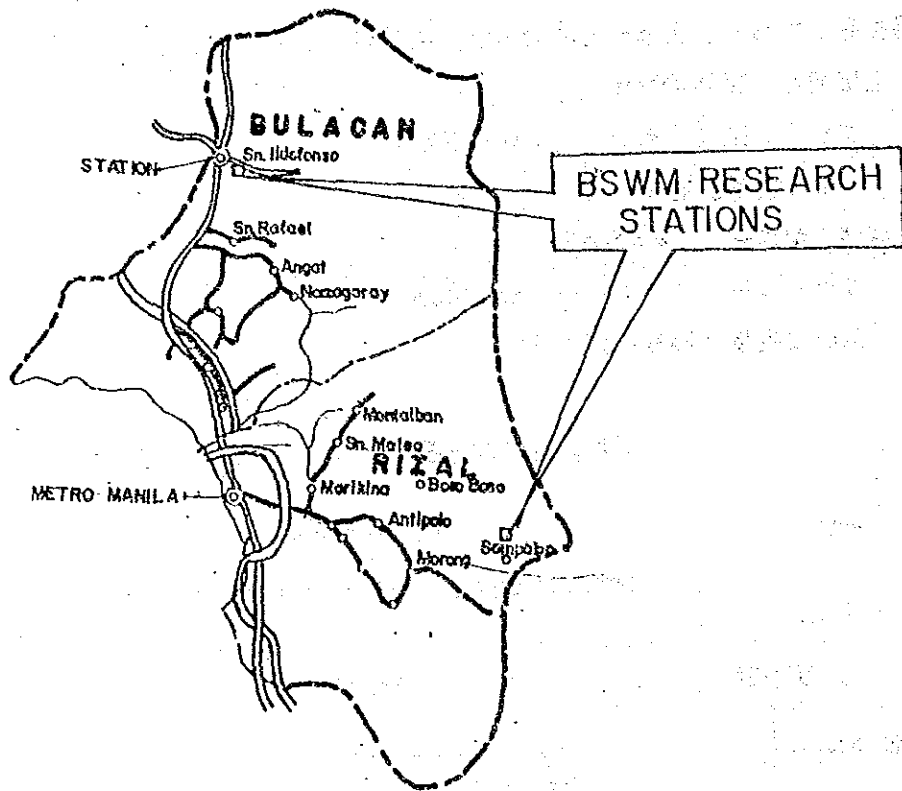 BULACAN
Sn. Ildefonso
STATION
BSWM RESEARCH
STATIONS
Sn. Rafael
Angat
Norzagaray
Montalban
Sn. Mateo
RIZAL
Boso Boso
Marikina
METRO MANILA
Antipolo
Morong